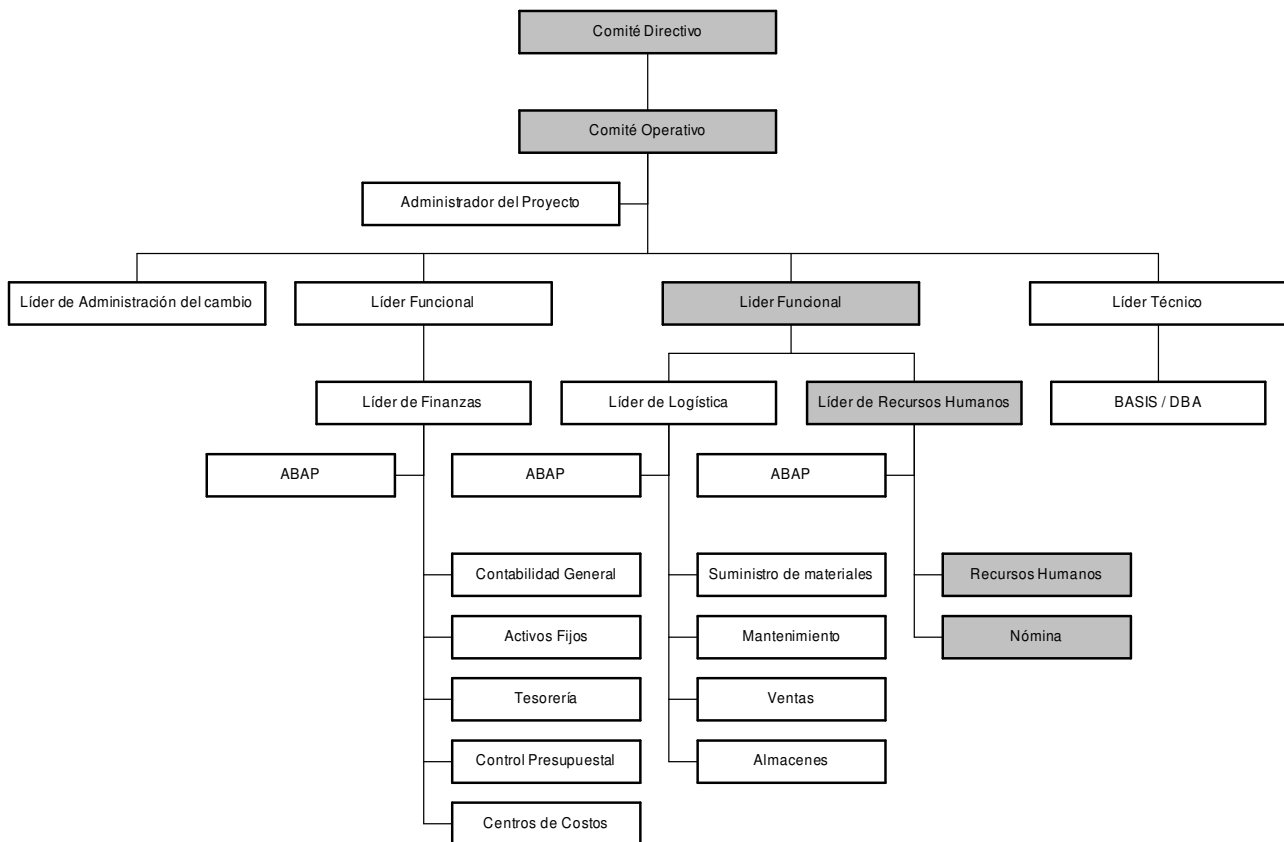 Comité Directivo
Comité Operativo
Administrador del Proyecto
Líder de Administración del cambio
Líder Funcional
Lider Funcional
Líder Técnico
Líder de Finanzas
Líder de Logística
Líder de Recursos Humanos
BASIS / DBA
ABAP
ABAP
ABAP
Contabilidad General
Suministro de materiales
Recursos Humanos
Activos Fijos
Mantenimiento
Nómina
Tesorería
Ventas
Control Presupuestal
Almacenes
Centros de Costos